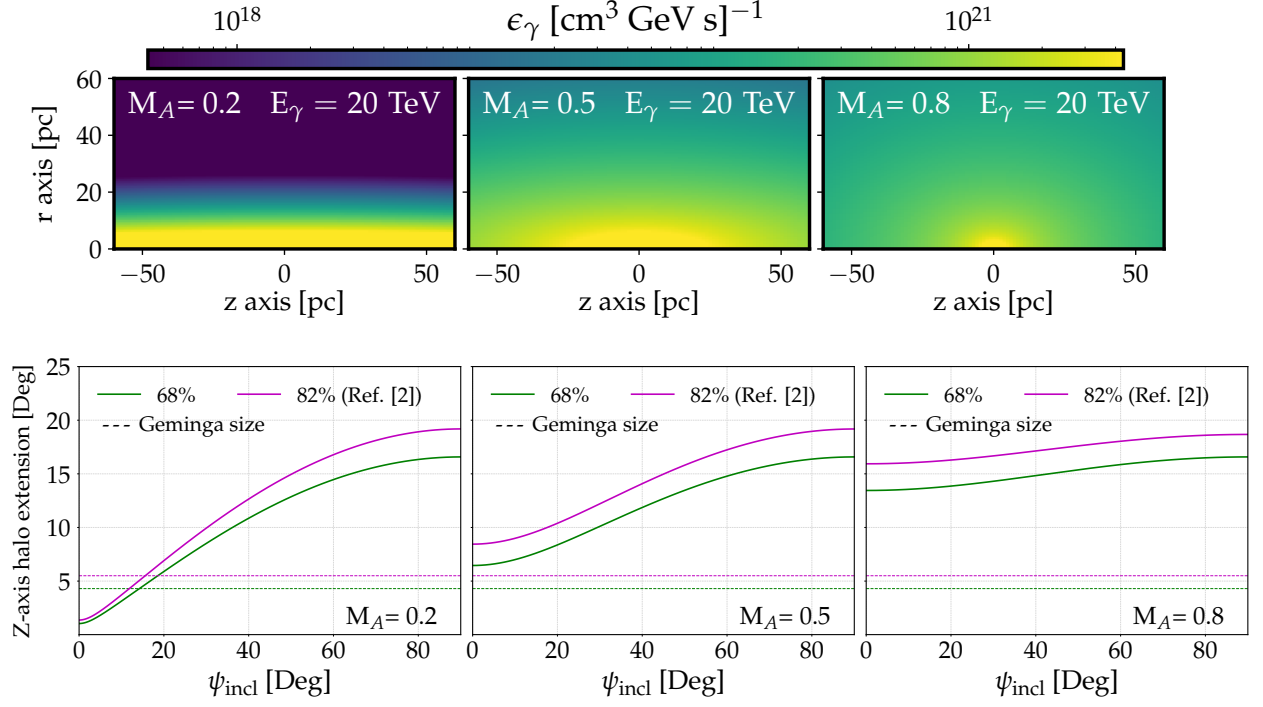 10^18 ϵ_γ [cm^3 GeV s]^−1 10^21
M_A= 0.2 E_γ = 20 TeV
M_A= 0.5 E_γ = 20 TeV
M_A= 0.8 E_γ = 20 TeV
r axis [pc]
60
40
20
0
−50 0 50
−50 0 50
−50 0 50
z axis [pc]
z axis [pc]
z axis [pc]
Z-axis halo extension [Deg]
25
20
15
10
5
68% 82% (Ref. [2])
Geminga size
M_A= 0.2
68% 82% (Ref. [2])
Geminga size
M_A= 0.5
68% 82% (Ref. [2])
Geminga size
M_A= 0.8
0 20 40 60 80
0 20 40 60 80
0 20 40 60 80
ψ_incl [Deg]
ψ_incl [Deg]
ψ_incl [Deg]